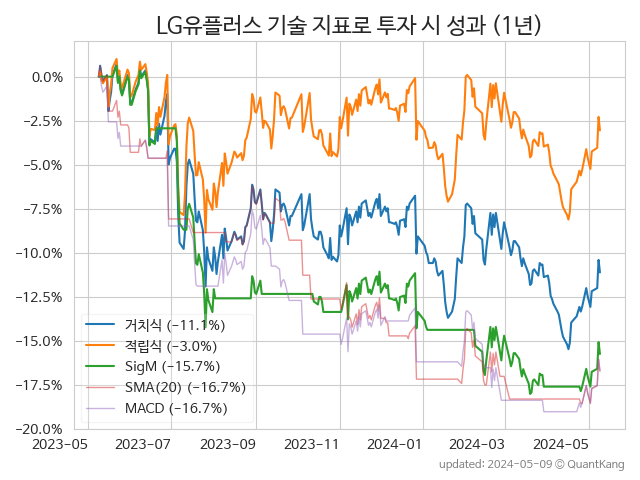 LG유플러스 기술 지표로 투자 시 성과 (1년)
0.0%
−2.5%
−5.0%
−7.5%
−10.0%
−12.5%
−15.0%
−17.5%
−20.0%
거치식 (−11.1%)
적립식 (−3.0%)
SigM (−15.7%)
SMA(20) (−16.7%)
MACD (−16.7%)
2023−05 2023−07 2023−09 2023−11 2024−01 2024−03 2024−05
updated: 2024−05−09 ⓒ QuantKang